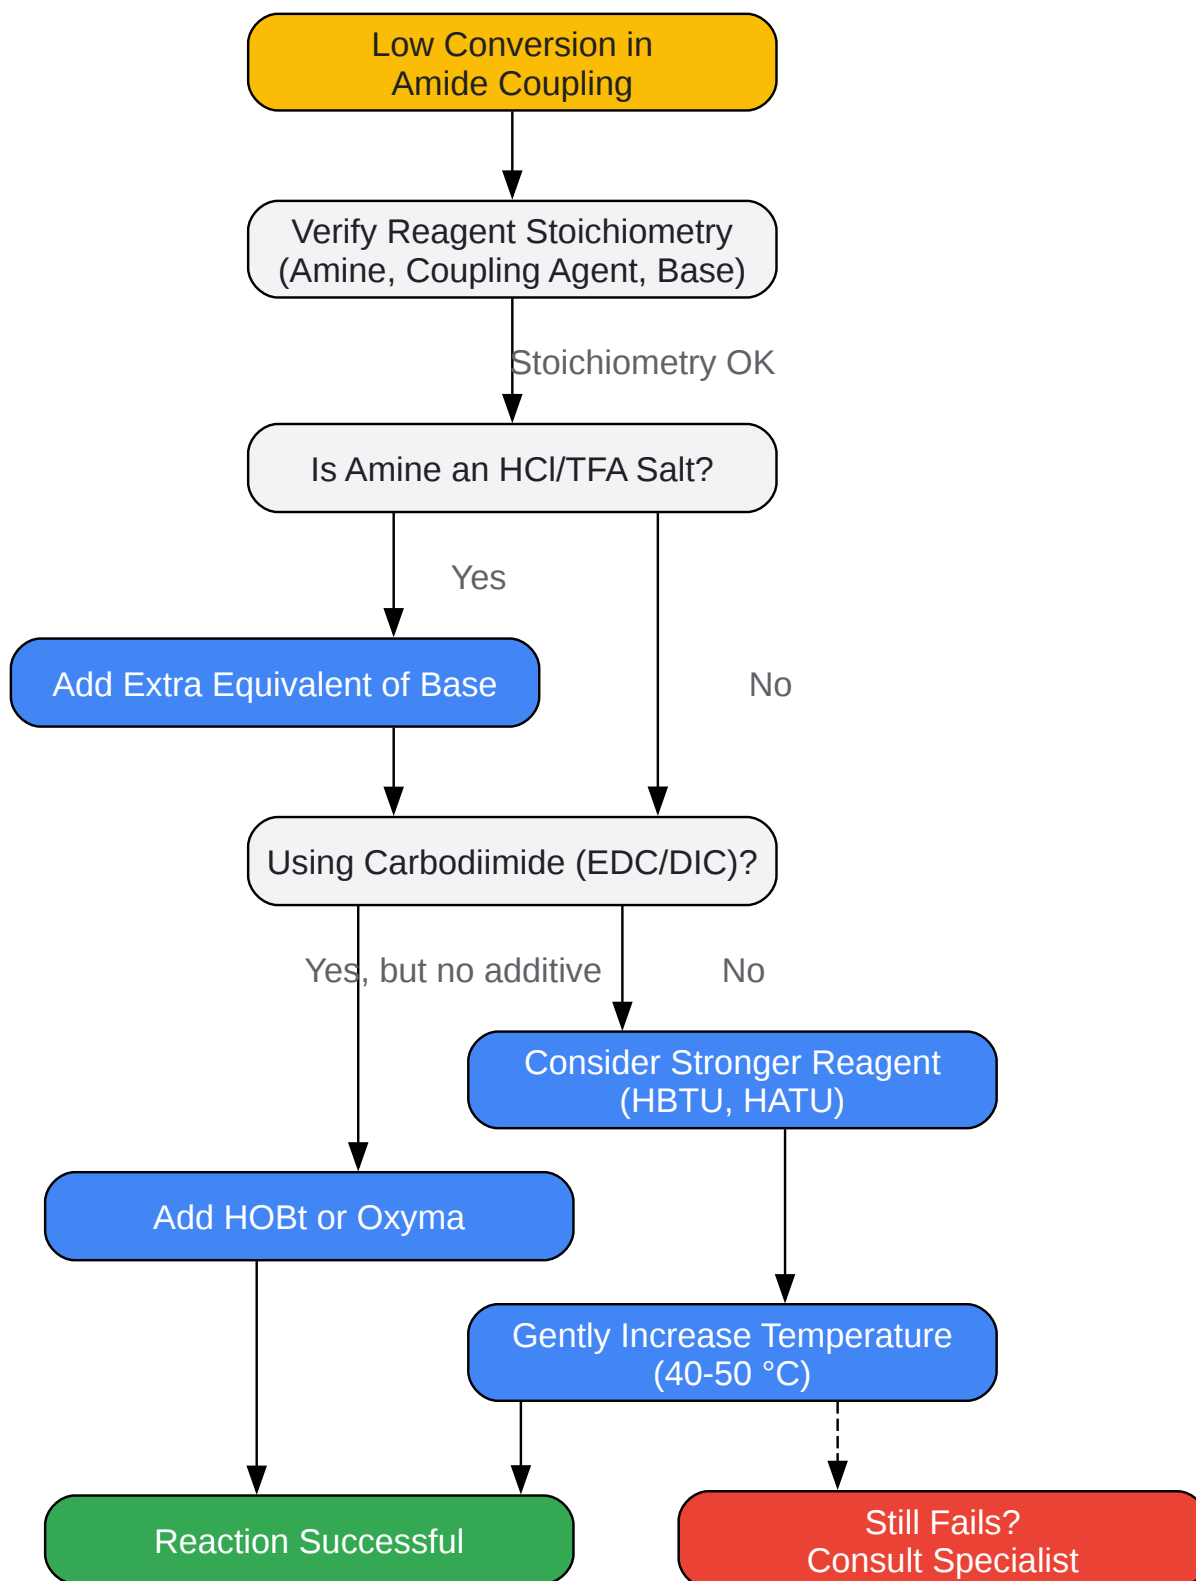 Low Conversion in
Amide Coupling
Verify Reagent Stoichiometry
(Amine, Coupling Agent, Base)
Stoichiometry OK
Is Amine an HCl/TFA Salt?
Yes
Add Extra Equivalent of Base
No
Using Carbodiimide (EDC/DIC)?
Yes, but no additive
No
Consider Stronger Reagent
(HBTU, HATU)
Add HOBt or Oxyma
Gently Increase Temperature
(40-50 °C)
Reaction Successful
Still Fails?
Consult Specialist